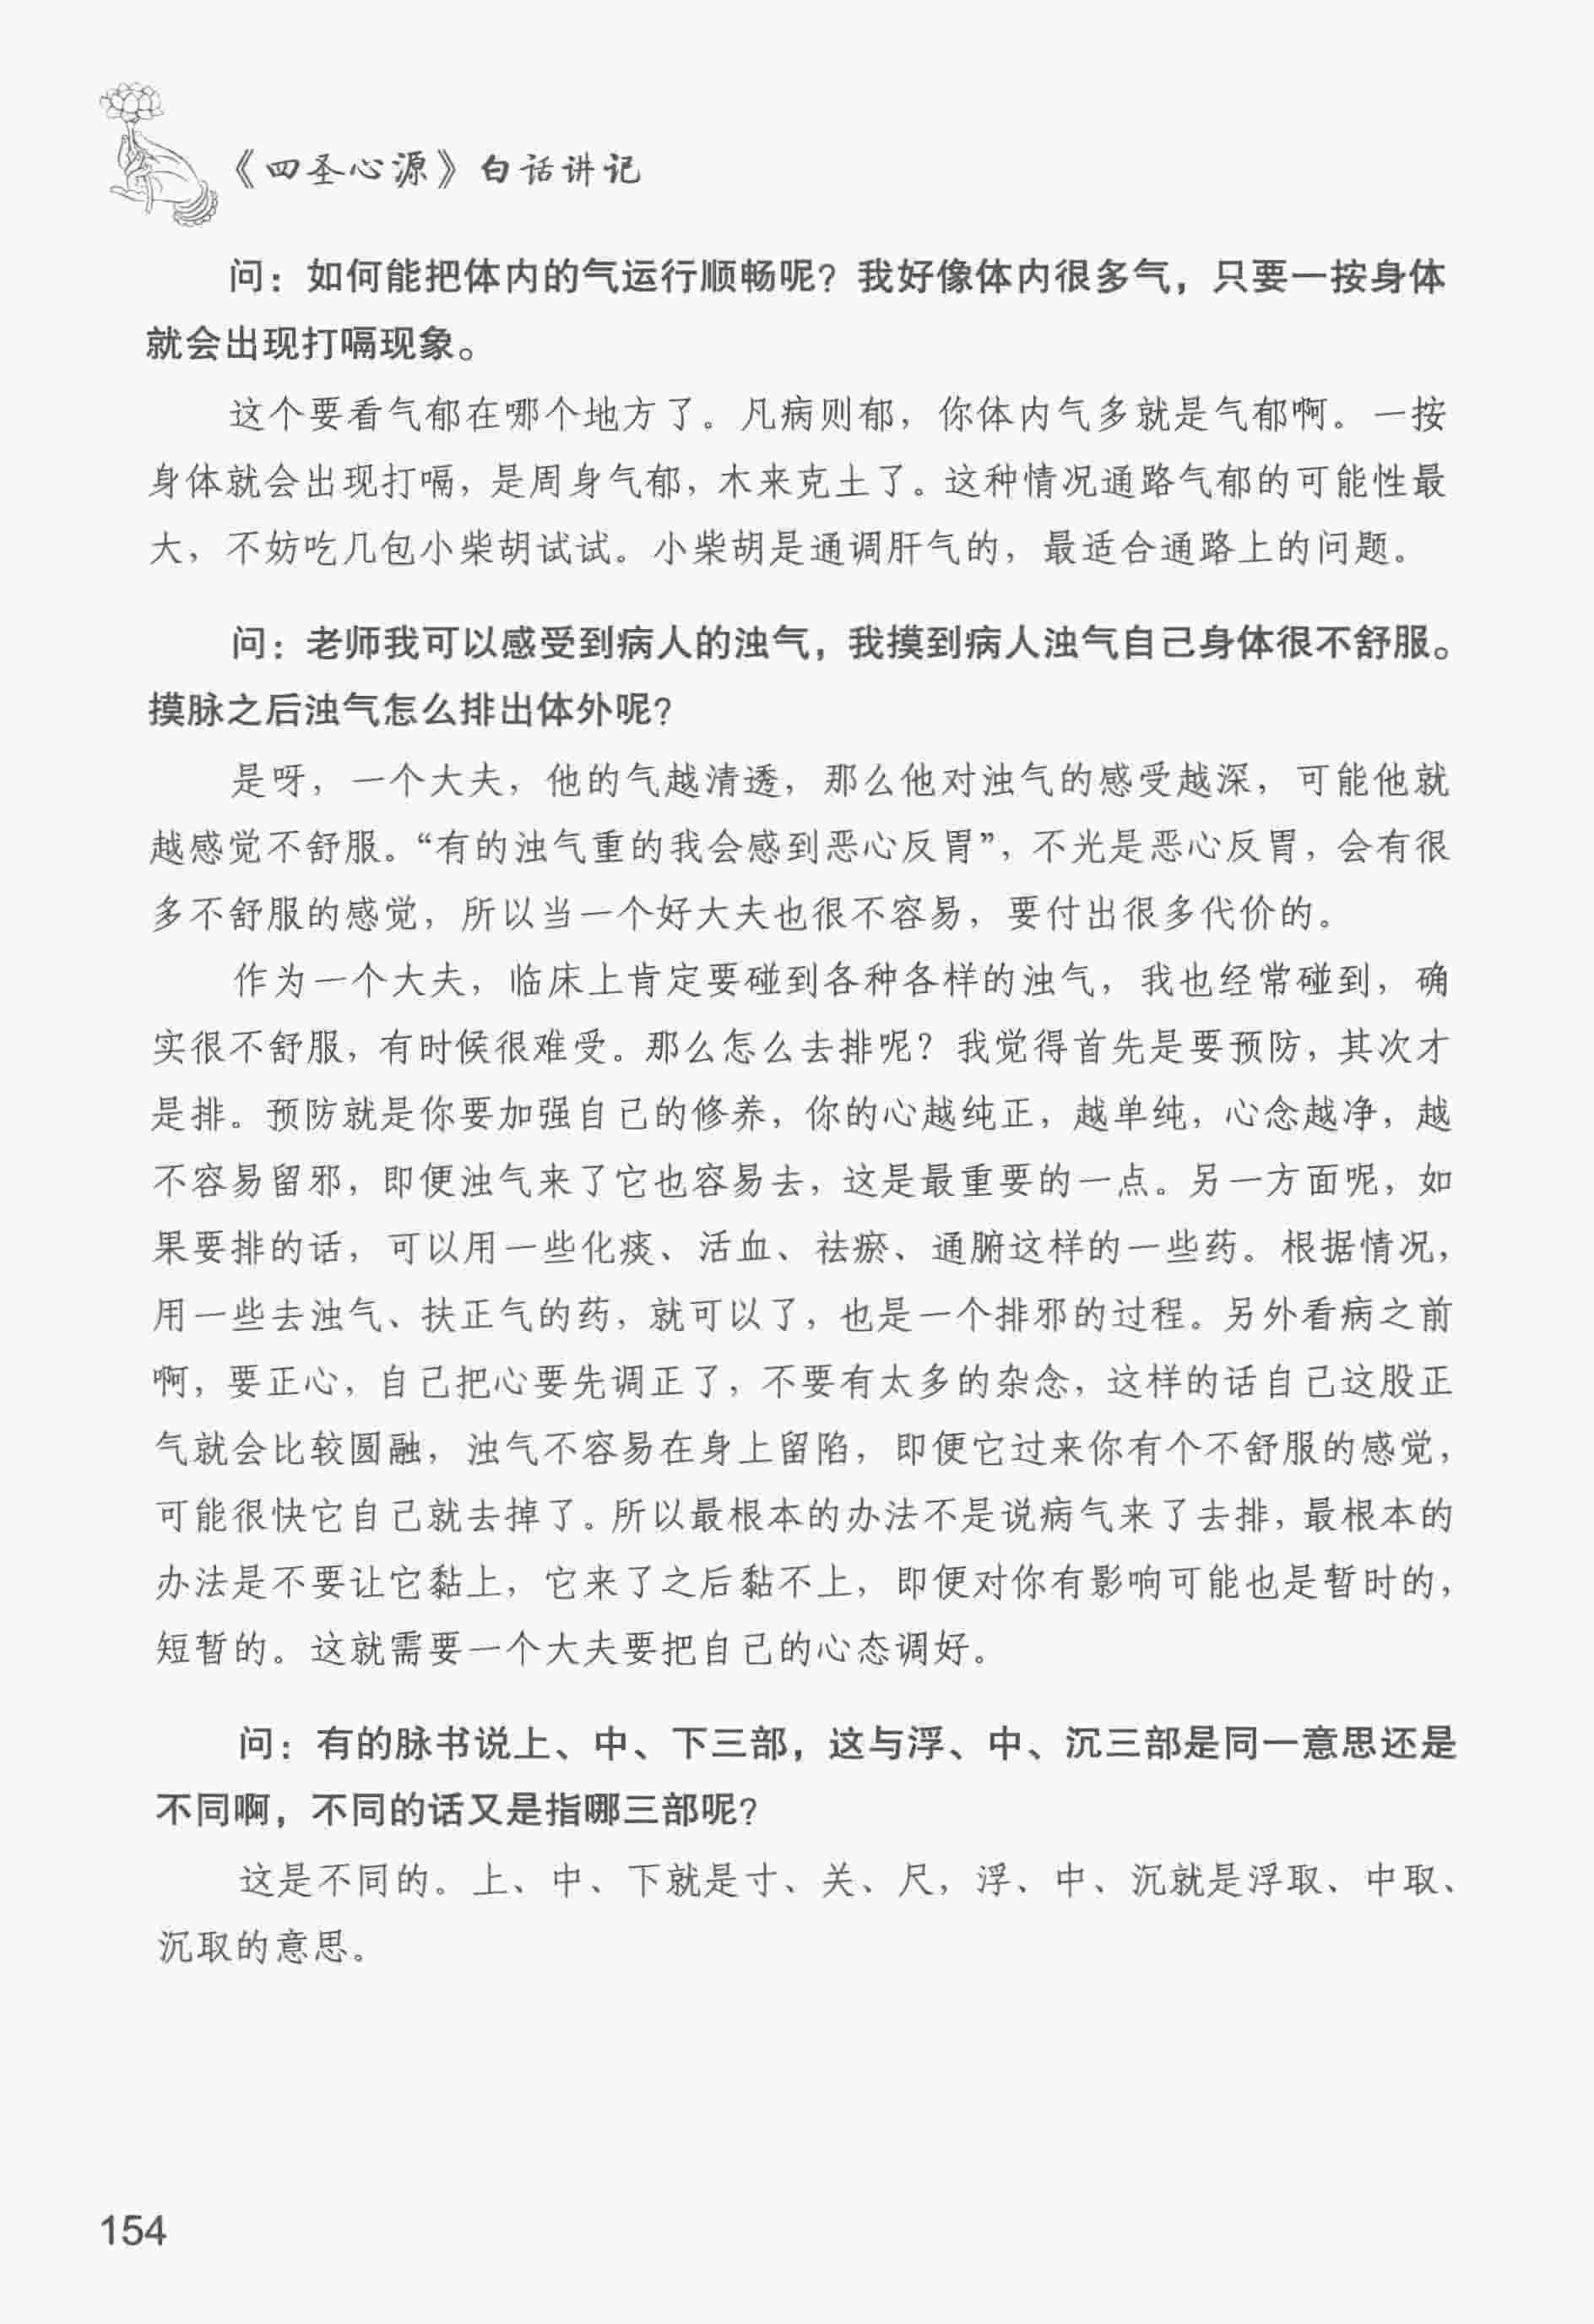 《四圣心源》白话讲记
问：如何能把体内的气运行顺畅呢？我好像体内很多气，只要一按身体
就会出现打嗝现象。
这个要看气郁在哪个地方了。凡病则郁，你体内气多就是气郁啊。一按
身体就会出现打嗝，是周身气郁，木来克土了。这种情况通路气郁的可能性最
大，不妨吃几包小柴胡试试。小柴胡是通调肝气的，最适合通路上的问题。
问：老师我可以感受到病人的浊气，我摸到病人浊气自己身体很不舒服。
摸脉之后浊气怎么排出体外呢？
是呀，一个大夫，他的气越清透，那么他对浊气的感受越深，可能他就
越感觉不舒服。“有的浊气重的我会感到恶心反胃”，不光是恶心反胃，会有很
多不舒服的感觉，所以当一个好大夫也很不容易，要付出很多代价的。
作为一个大夫，临床上肯定要碰到各种各样的浊气，我也经常碰到，确
实很不舒服，有时候很难受。那么怎么去排呢？我觉得首先是要预防，其次才
是排。预防就是你要加强自己的修养，你的心越纯正，越单纯，心念越净，越
不容易留邪，即便浊气来了它也容易去，这是最重要的一点。另一方面呢，如
果要排的话，可以用一些化痰、活血、祛瘀、通腑这样的一些药。根据情况，
用一些去浊气、扶正气的药，就可以了，也是一个排邪的过程。另外看病之前
啊，要正心，自己把心要先调正了，不要有太多的杂念，这样的话自己这股正
气就会比较圆融，浊气不容易在身上留陷，即便它过来你有个不舒服的感觉，
可能很快它自己就去掉了。所以最根本的办法不是说病气来了去排，最根本的
办法是不要让它黏上，它来了之后黏不上，即便对你有影响可能也是暂时的，
短暂的。这就需要一个大夫要把自己的心态调好。
问：有的脉书说上、中、下三部，这与浮、中、沉三部是同一意思还是
不同啊，不同的话又是指哪三部呢？
这是不同的。上、中、下就是寸、关、尺，浮、中、沉就是浮取、中取、
沉取的意思。
154